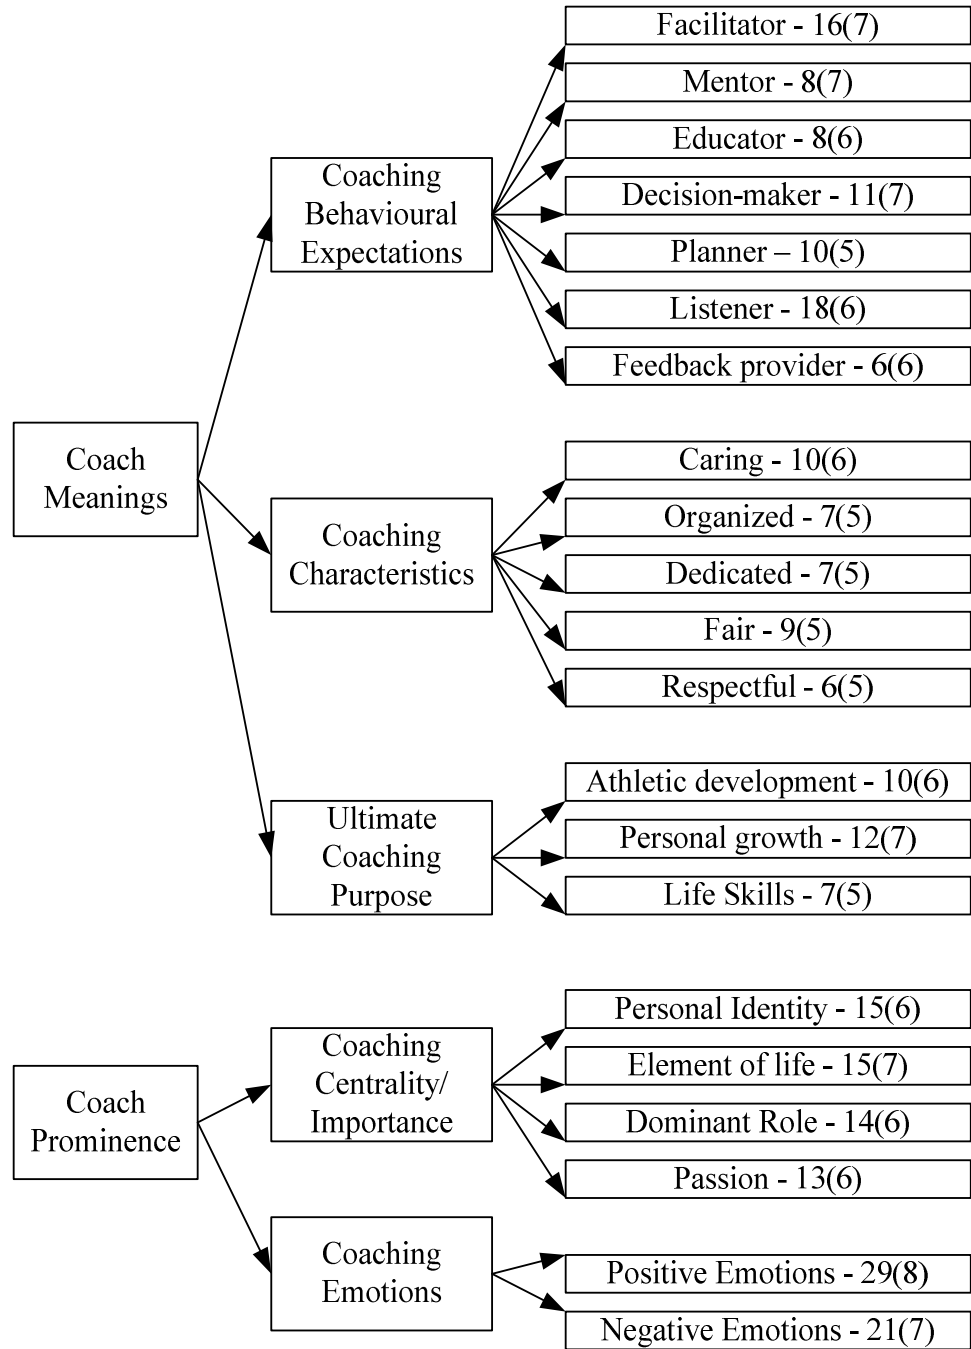 Facilitator - 16(7)
Mentor - 8(7)
Educator - 8(6)
Decision-maker - 11(7)
Planner – 10(5)
Listener - 18(6)
Feedback provider - 6(6)
Coaching
Behavioural
Expectations
Coach
Meanings
Caring - 10(6)
Organized - 7(5)
Dedicated - 7(5)
Fair - 9(5)
Respectful - 6(5)
Coaching
Characteristics
Athletic development - 10(6)
Personal growth - 12(7)
Life Skills - 7(5)
Ultimate
Coaching
Purpose
Personal Identity - 15(6)
Element of life - 15(7)
Dominant Role - 14(6)
Passion - 13(6)
Coaching
Centrality/
Importance
Coach
Prominence
Coaching
Emotions
Positive Emotions - 29(8)
Negative Emotions - 21(7)